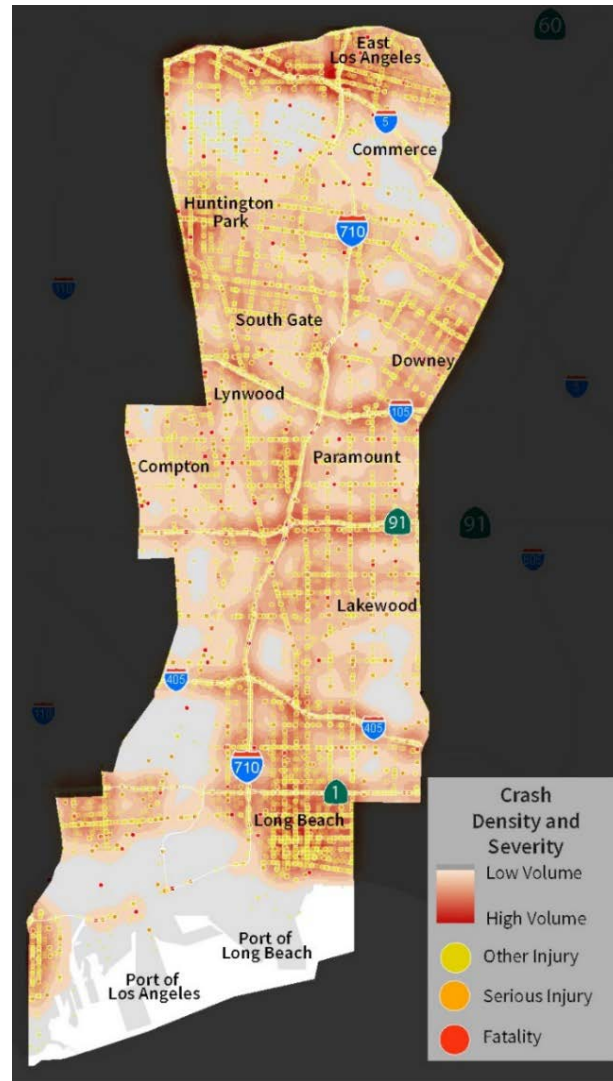 60
East
Los Angeles
5
Commerce
Huntington
Park
710
South Gate
Downey
Lynwood
105
Compton
Paramount
91
91
Lakewood
405
405
710
1
Long Beach
Port of
Long Beach
Port of
Los Angeles
Crash
Density and
Severity
Low Volume
High Volume
Other Injury
Serious Injury
Fatality